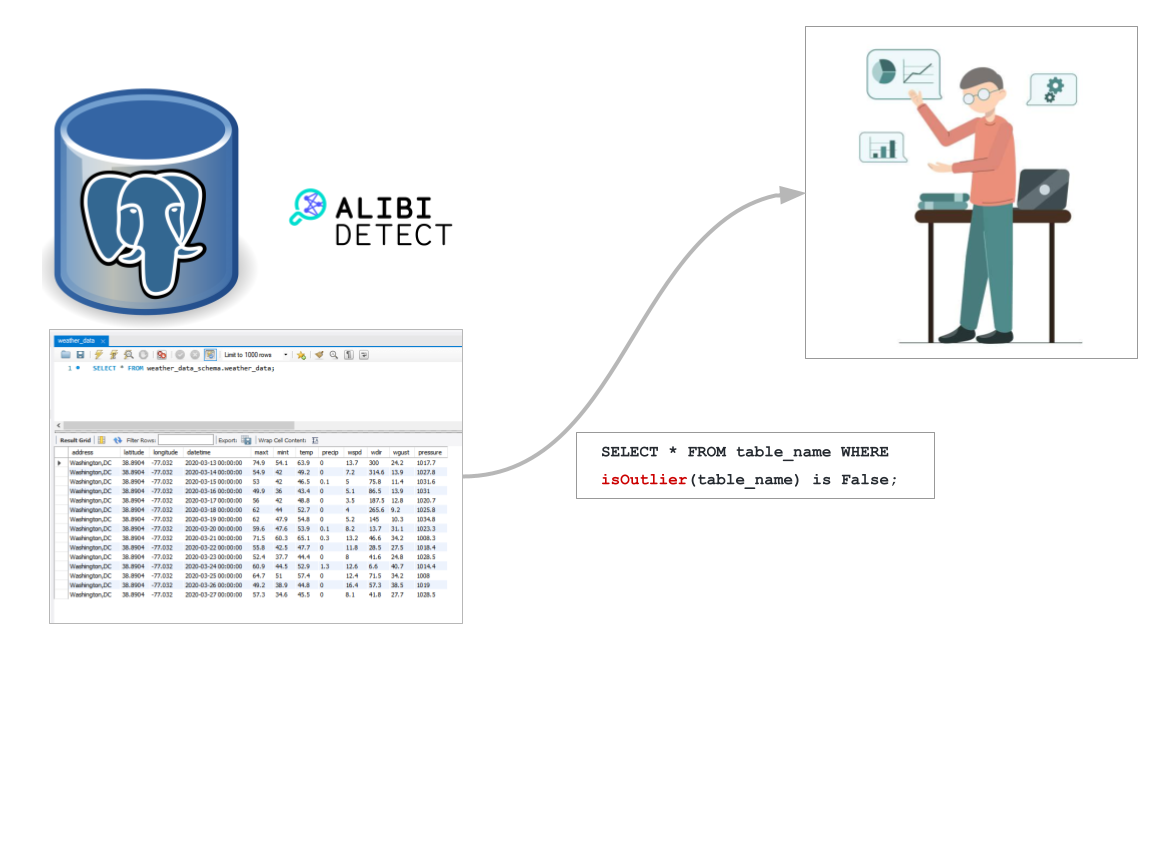 ALIBI
DETECT
weather_data ×
Limit to 1000 rows
1 SELECT * FROM weather_data_schema.weather_data;
Result Grid Filter Rows: Export: Wrap Cell Content:
address latitude longitude datetime maxt mint temp precip wspd wdir wgust pressure
Washington,DC 38.8904 -77.032 2020-03-13 00:00:00 74.9 54.1 63.9 0 13.7 300 24.2 1017.7
Washington,DC 38.8904 -77.032 2020-03-14 00:00:00 54.9 42 49.2 0 7.2 314.6 13.9 1027.8
Washington,DC 38.8904 -77.032 2020-03-15 00:00:00 53 42 46.5 0.1 5 75.8 11.4 1031.6
Washington,DC 38.8904 -77.032 2020-03-16 00:00:00 49.9 36 43.4 0 5.1 86.5 13.9 1031
Washington,DC 38.8904 -77.032 2020-03-17 00:00:00 56 42 48.8 0 3.5 187.5 12.8 1020.7
Washington,DC 38.8904 -77.032 2020-03-18 00:00:00 62 44 52.7 0 4 265.6 9.2 1025.8
Washington,DC 38.8904 -77.032 2020-03-19 00:00:00 62 47.9 54.8 0 5.2 145 10.3 1034.8
Washington,DC 38.8904 -77.032 2020-03-20 00:00:00 59.6 47.6 53.9 0.1 8.2 13.7 31.1 1023.3
Washington,DC 38.8904 -77.032 2020-03-21 00:00:00 71.5 60.3 65.1 0.3 13.2 46.6 34.2 1008.3
Washington,DC 38.8904 -77.032 2020-03-22 00:00:00 55.8 42.5 47.7 0 11.8 28.5 27.5 1018.4
Washington,DC 38.8904 -77.032 2020-03-23 00:00:00 52.4 37.7 44.4 0 8 41.6 24.8 1028.5
Washington,DC 38.8904 -77.032 2020-03-24 00:00:00 60.9 44.5 52.9 1.3 12.6 6.6 40.7 1014.4
Washington,DC 38.8904 -77.032 2020-03-25 00:00:00 64.7 51 57.4 0 12.4 71.5 34.2 1008
Washington,DC 38.8904 -77.032 2020-03-26 00:00:00 49.2 38.9 44.8 0 16.4 57.3 38.5 1019
Washington,DC 38.8904 -77.032 2020-03-27 00:00:00 57.3 34.6 45.5 0 8.1 41.8 27.7 1028.5
SELECT * FROM table_name WHERE
isOutlier(table_name) is False;